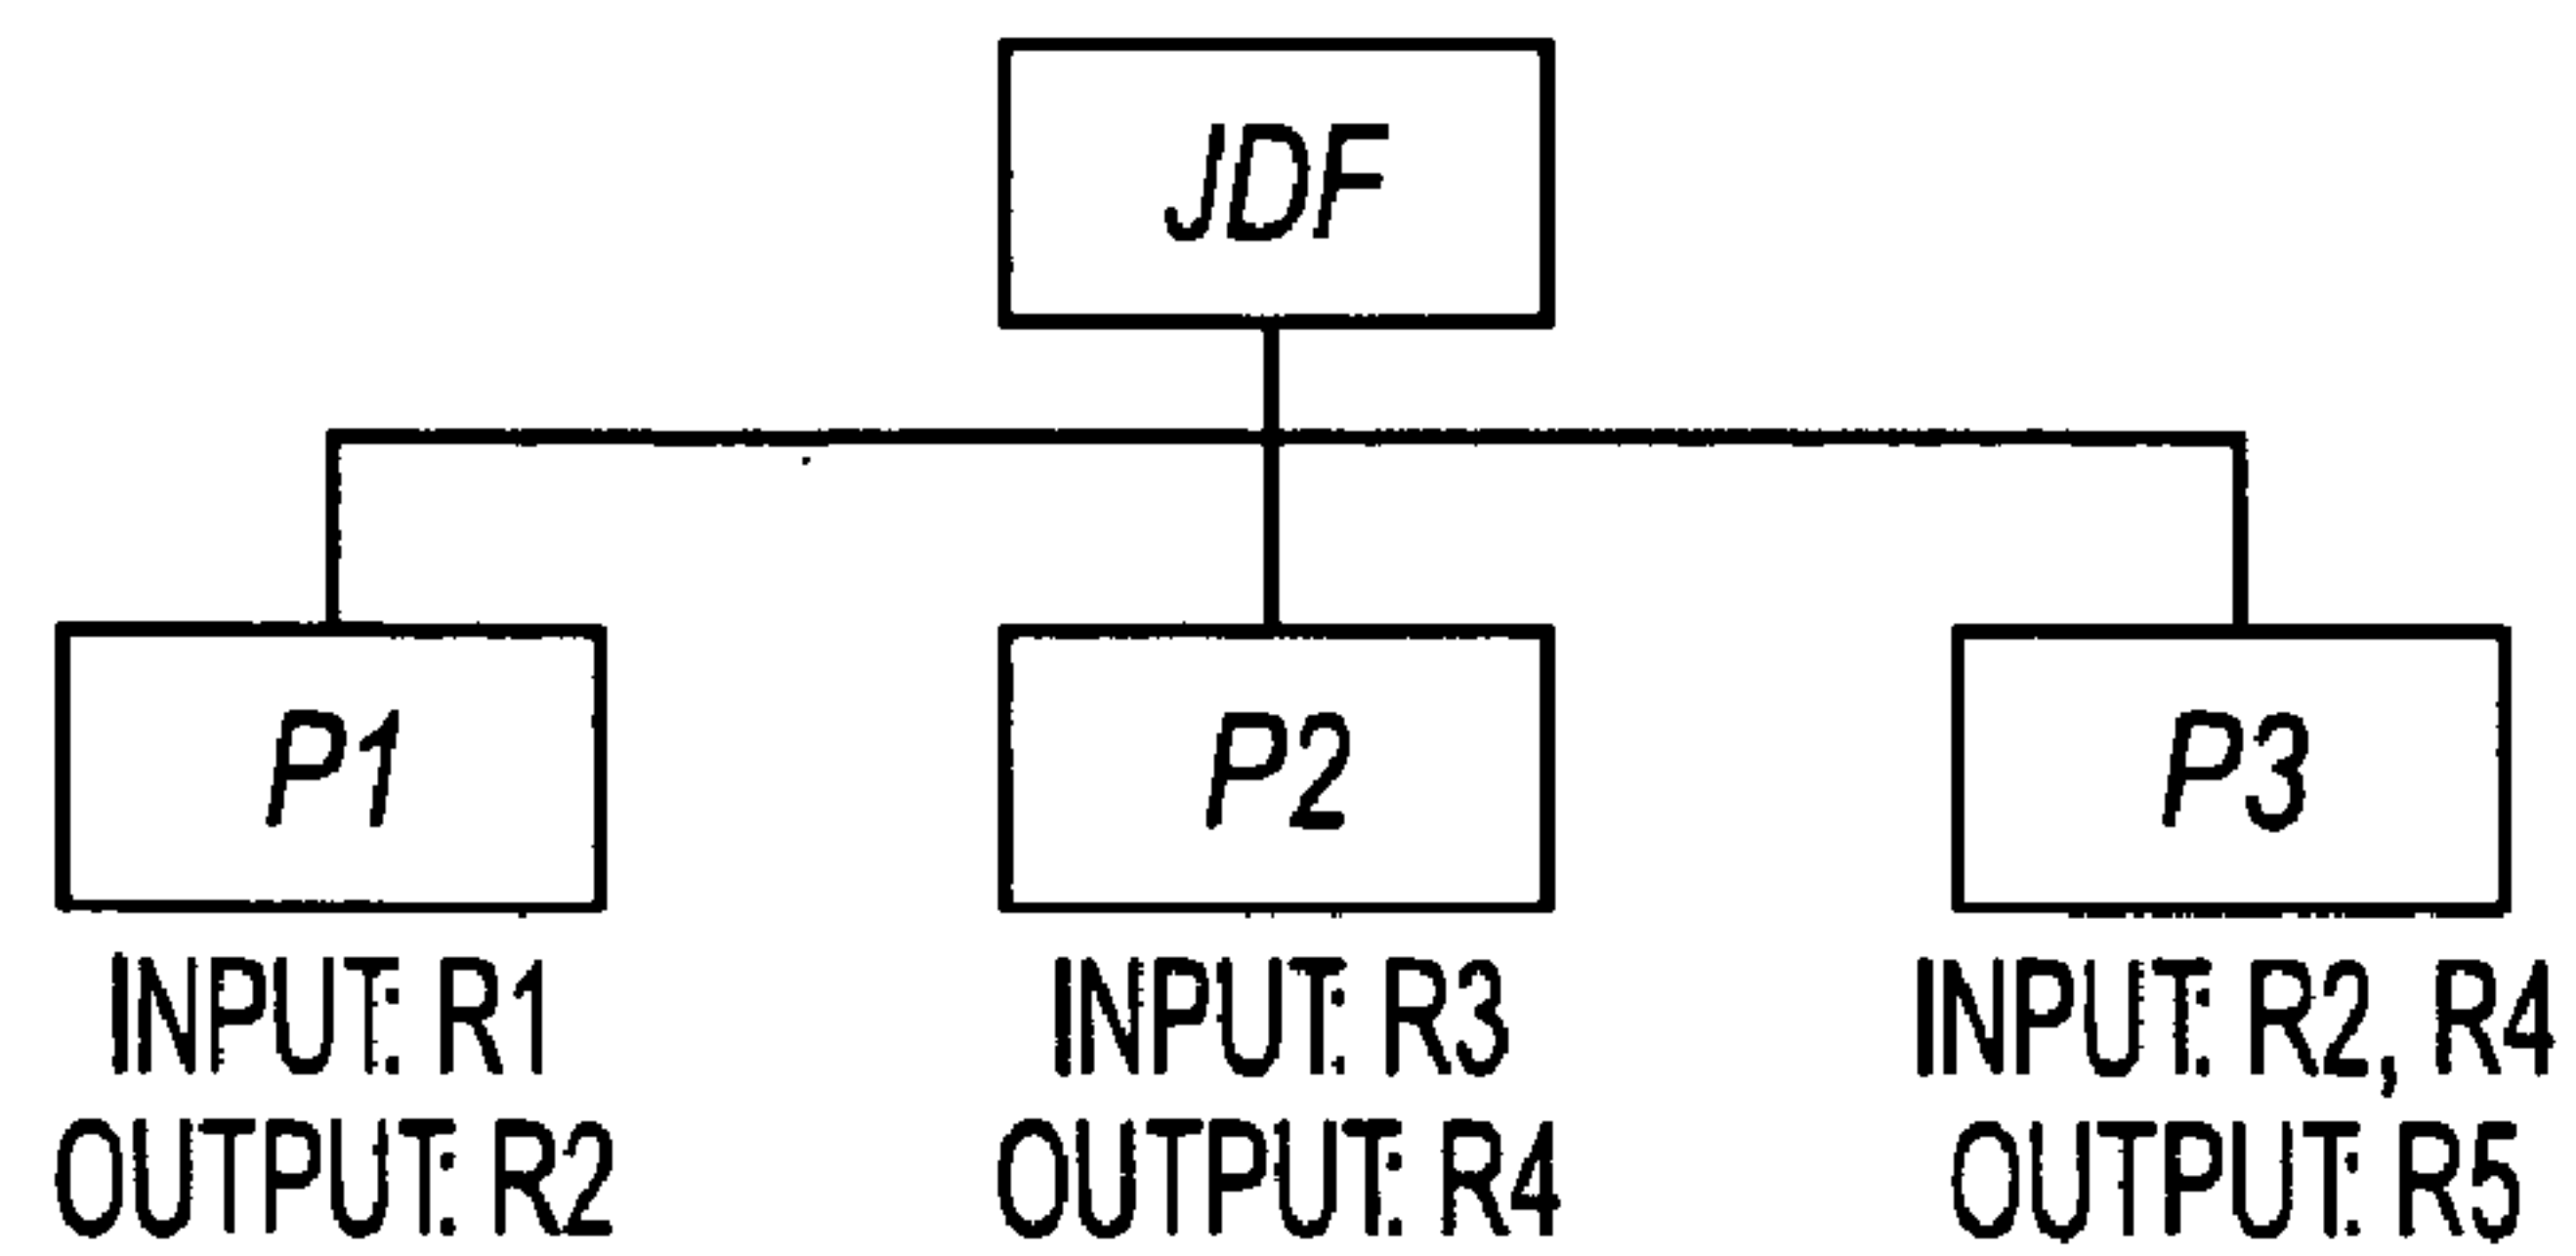 JDF
P1
P2
P3
INPUT: R1
OUTPUT: R2
INPUT: R3
OUTPUT: R4
INPUT: R2, R4
OUTPUT: R5